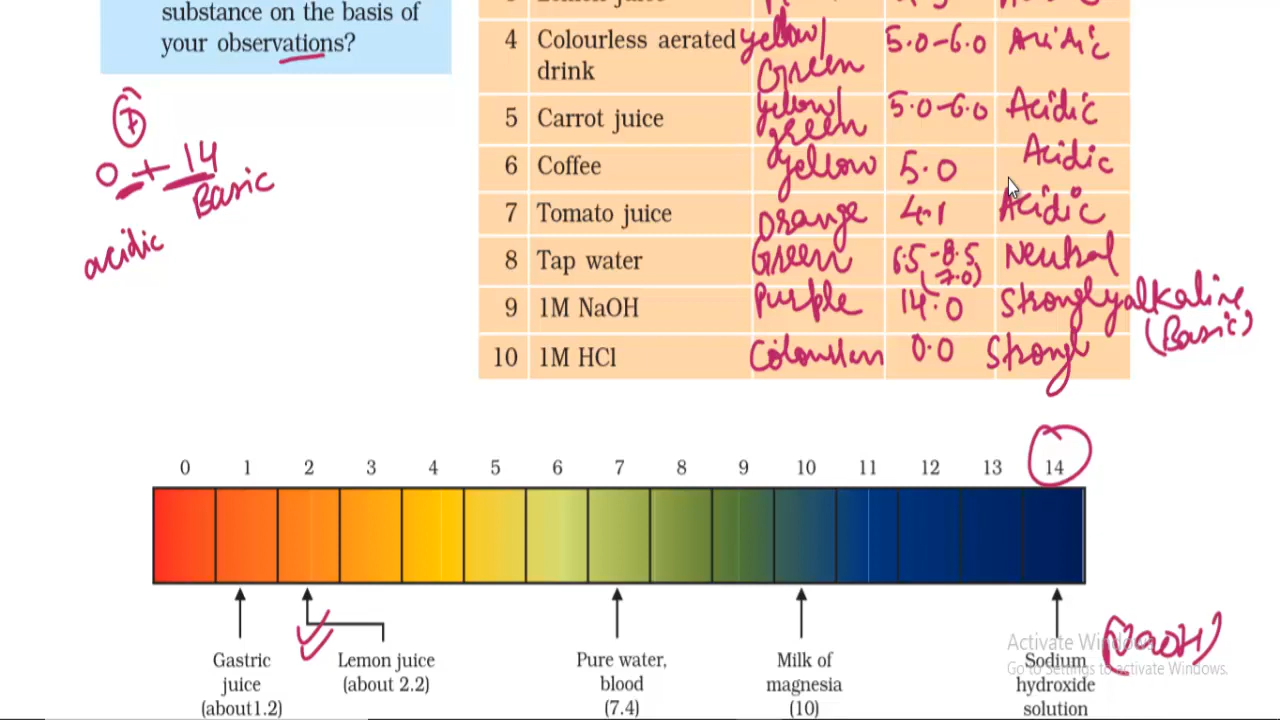 substance on the basis of
your observations?
4 Colourless aerated drink yellow/ Green 5.0-6.0 Acidic
5 Carrot juice yellow/ green 5.0-6.0 Acidic
6 Coffee yellow 5.0 Acidic
7 Tomato juice Orange 4.1 Acidic
8 Tap water Green 6.5-8.5 (7.0) Neutral
9 1M NaOH Purple 14.0 Strongly alkaline (Basic)
10 1M HCl Colourless 0.0 Strongl
7
0 + 14
Basic
acidic
0 1 2 3 4 5 6 7 8 9 10 11 12 13 14
Gastric juice (about1.2)
Lemon juice (about 2.2)
Pure water, blood (7.4)
Milk of magnesia (10)
Sodium hydroxide solution
(NaOH)
Activate Windows
Go to Settings to activate Windows.